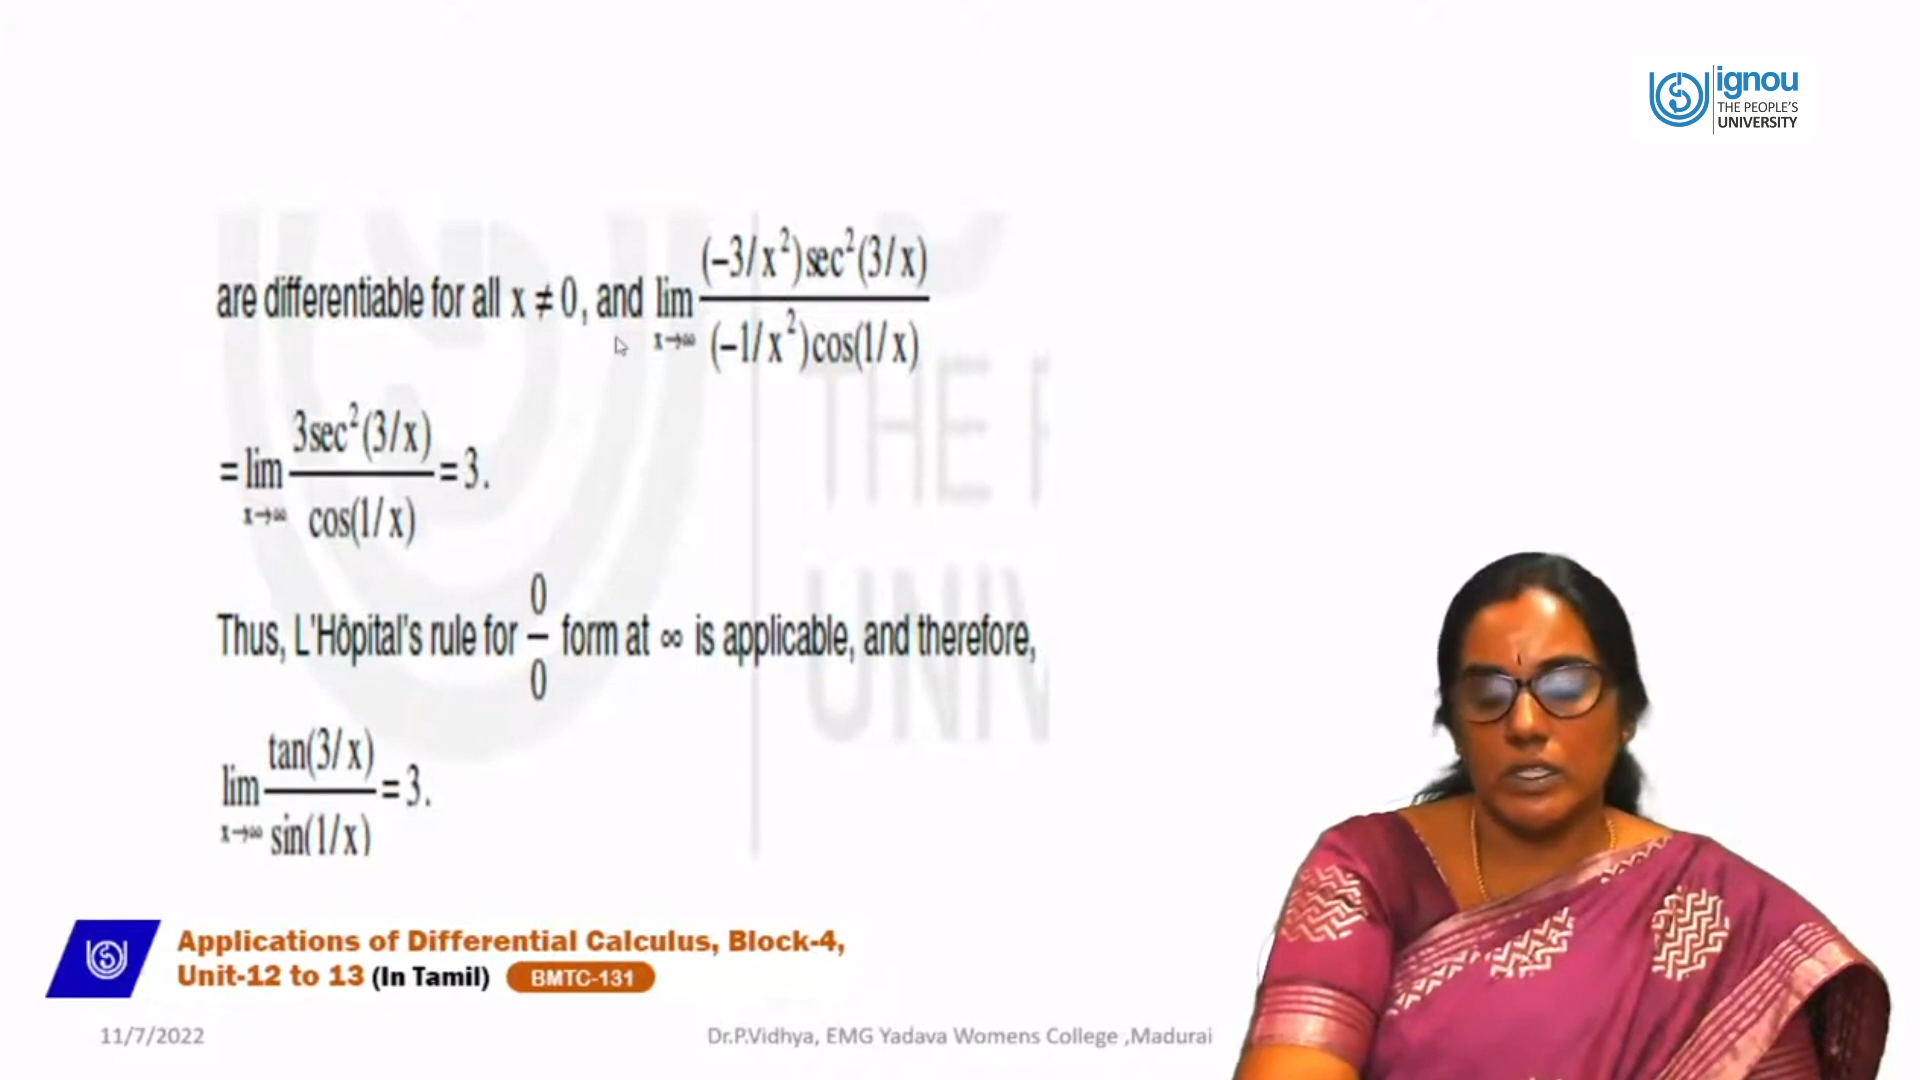 ignou
THE PEOPLE'S
UNIVERSITY
are differentiable for all x ≠ 0, and lim x→∞ (−3/x²)sec²(3/x) / (−1/x²)cos(1/x)
= lim x→∞ 3sec²(3/x) / cos(1/x) = 3.
Thus, L'Hôpital's rule for 0/0 form at ∞ is applicable, and therefore,
lim x→∞ tan(3/x) / sin(1/x) = 3.
THE P
UNIV
Applications of Differential Calculus, Block-4,
Unit-12 to 13 (In Tamil) BMTC-131
11/7/2022 Dr.P.Vidhya, EMG Yadava Womens College ,Madurai